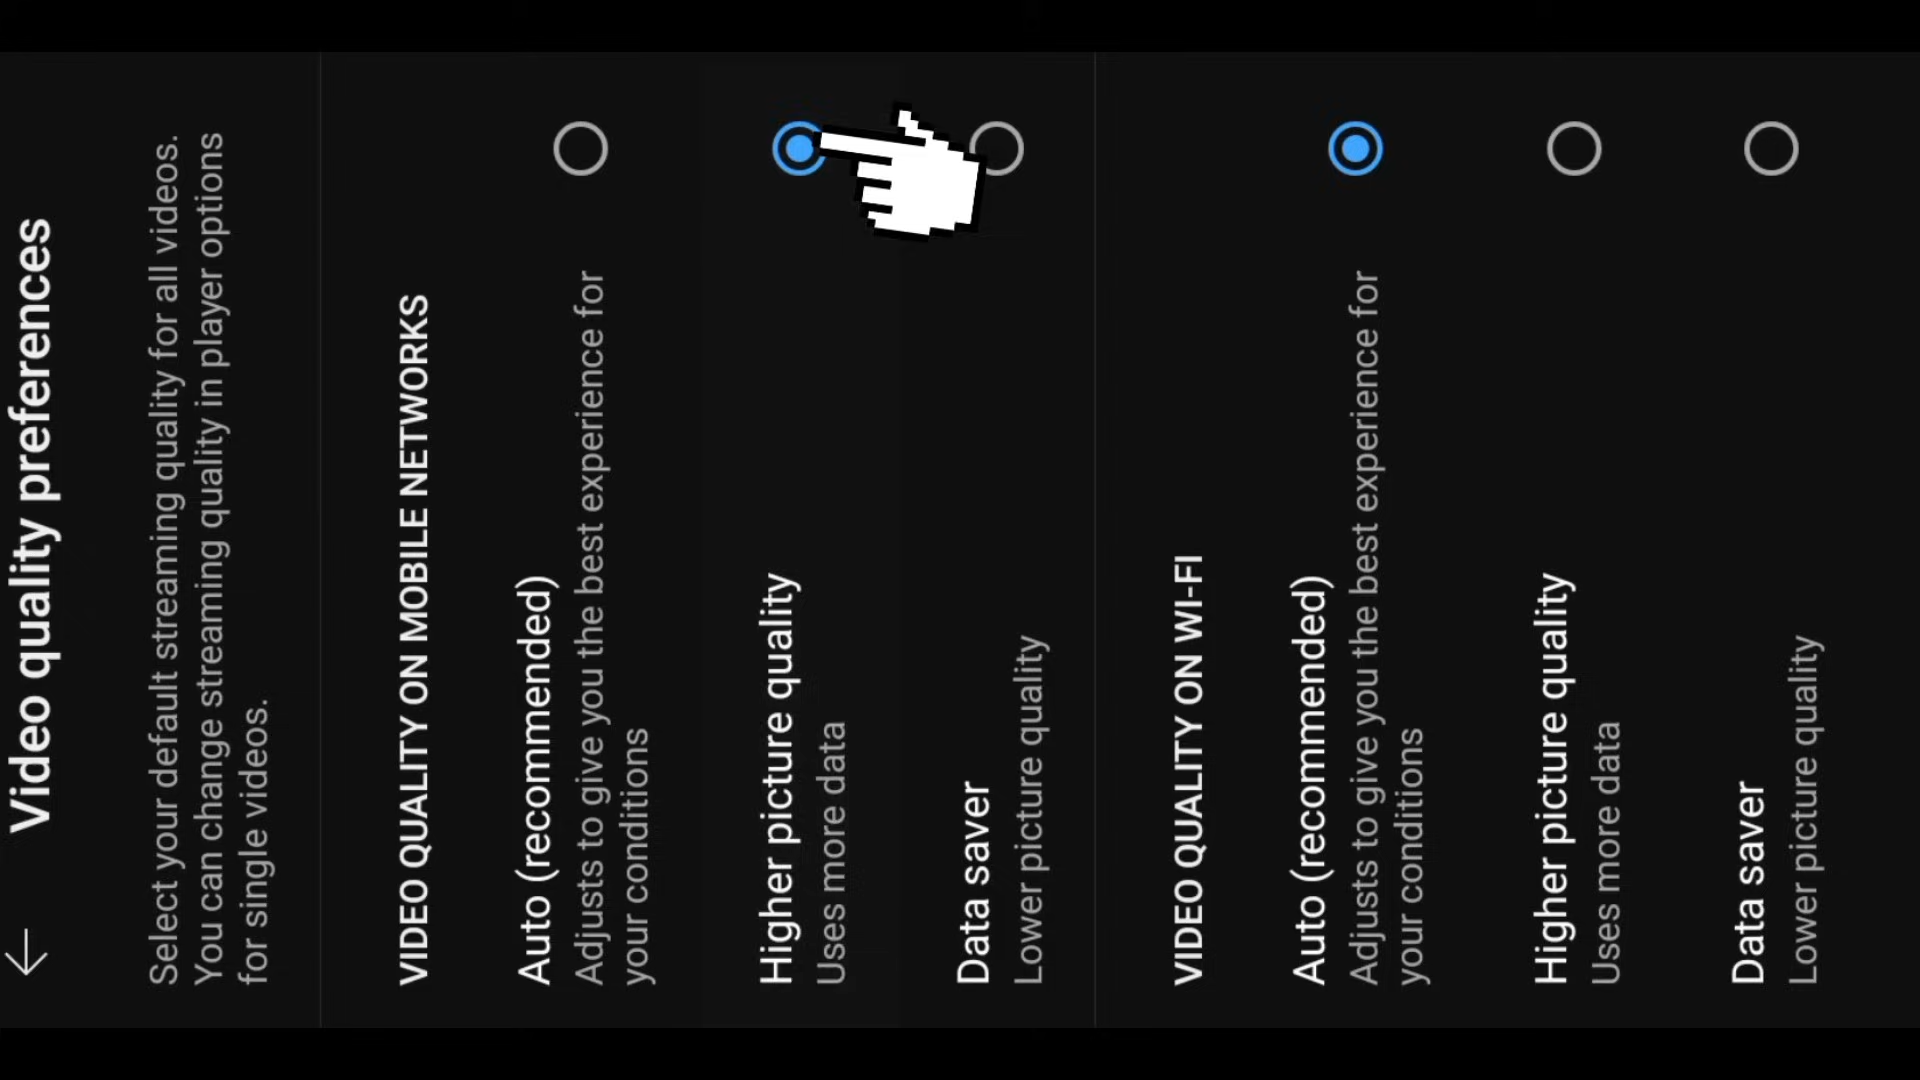 Video quality preferences
Select your default streaming quality for all videos.
You can change streaming quality in player options
for single videos.
VIDEO QUALITY ON MOBILE NETWORKS
Auto (recommended)
Adjusts to give you the best experience for
your conditions
Higher picture quality
Uses more data
Data saver
Lower picture quality
VIDEO QUALITY ON WI-FI
Auto (recommended)
Adjusts to give you the best experience for
your conditions
Higher picture quality
Uses more data
Data saver
Lower picture quality